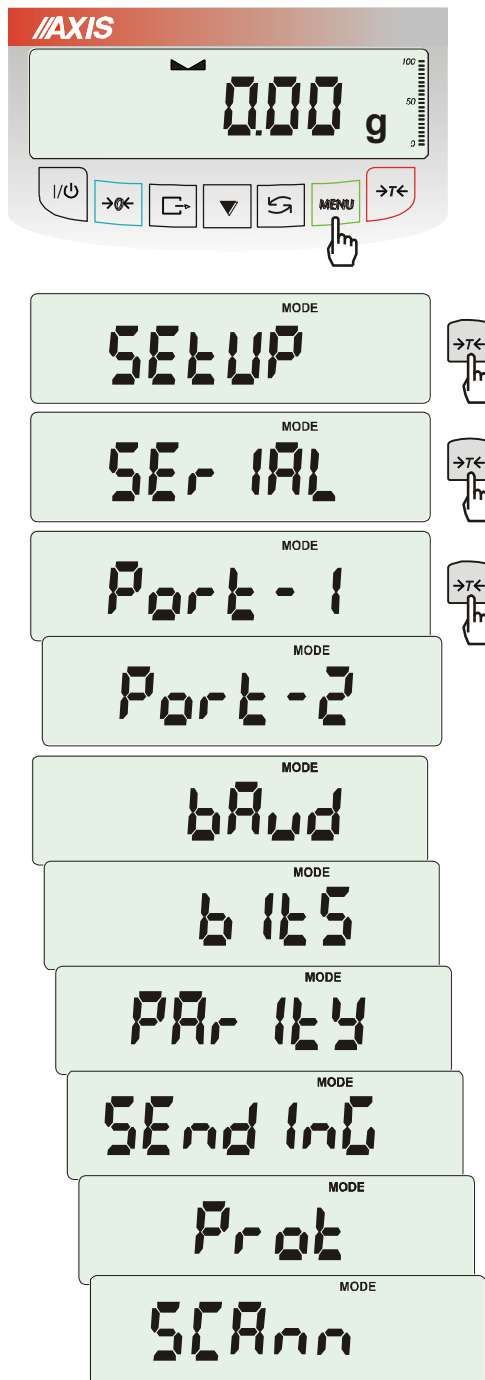 AXIS
100
50
0
0.00 g
I/⏻ →0← MENU →T←
MODE
SEtUP
→T←
MODE
SEr IAL
→T←
MODE
Port-1
→T←
MODE
Port-2
MODE
bAud
MODE
bItS
MODE
PAr ItY
MODE
SEndInG
MODE
Prot
MODE
SCAnn